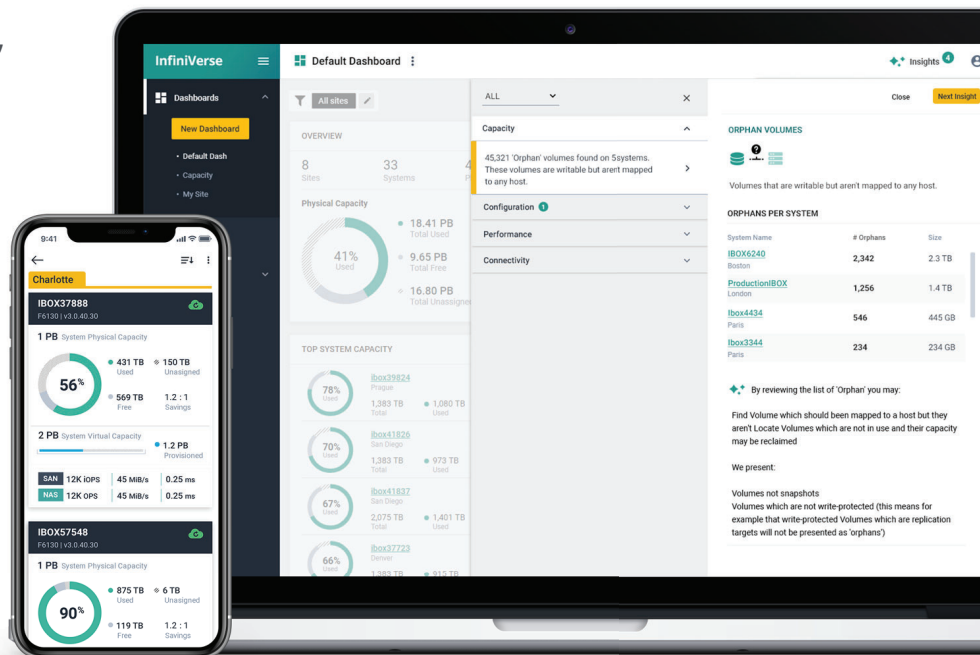 InfiniVerse
Dashboards
New Dashboard
• Default Dash
• Capacity
• My Site
Default Dashboard
Insights 4
All sites
OVERVIEW
8
Sites
33
Systems
4
P
Physical Capacity
41%
Used
18.41 PB
Total Used
9.65 PB
Total Free
16.80 PB
Total Unassigne
TOP SYSTEM CAPACITY
78%
Used
ibox39824
Prague
1,383 TB
Total
1,080 TB
Used
70%
Used
ibox41826
San Diego
1,383 TB
Total
973 TB
Used
67%
Used
ibox41837
San Diego
2,075 TB
Total
1,401 TB
Used
66%
Used
ibox37723
Denver
1,383 TB
915 TB
ALL
Capacity
45,321 'Orphan' volumes found on 5systems.
These volumes are writable but arent mapped
to any host.
Configuration 1
Performance
Connectivity
Close
Next Insight
ORPHAN VOLUMES
?
Volumes that are writable but aren't mapped to any host.
ORPHANS PER SYSTEM
System Name # Orphans Size
IBOX6240 2,342 2.3 TB
Boston
ProductionIBOX 1,256 1.4 TB
London
Ibox4434 546 445 GB
Paris
Ibox3344 234 234 GB
Paris
By reviewing the list of 'Orphan' you may:
Find Volume which should been mapped to a host but they
aren't Locate Volumes which are not in use and their capacity
may be reclaimed
We present:
Volumes not snapshots
Volumes which are not write-protected (this means for
example that write-protected Volumes which are replication
targets will not be presented as 'orphans')
9:41
Charlotte
IBOX37888
F6130 | v3.0.40.30
1 PB System Physical Capacity
56%
431 TB
Used
150 TB
Unasigned
569 TB
Free
1.2 : 1
Savings
2 PB System Virtual Capacity
1.2 PB
Provisioned
SAN 12K iOPS 45 MiB/s 0.25 ms
NAS 12K OPS 45 MiB/s 0.25 ms
IBOX57548
F6130 | v3.0.40.30
1 PB System Physical Capacity
90%
875 TB
Used
6 TB
Unasigned
119 TB
Free
1.2 : 1
Savings